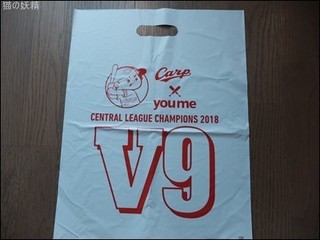 猫の妖精
Carp
×
youme
CENTRAL LEAGUE CHAMPIONS 2018
V9